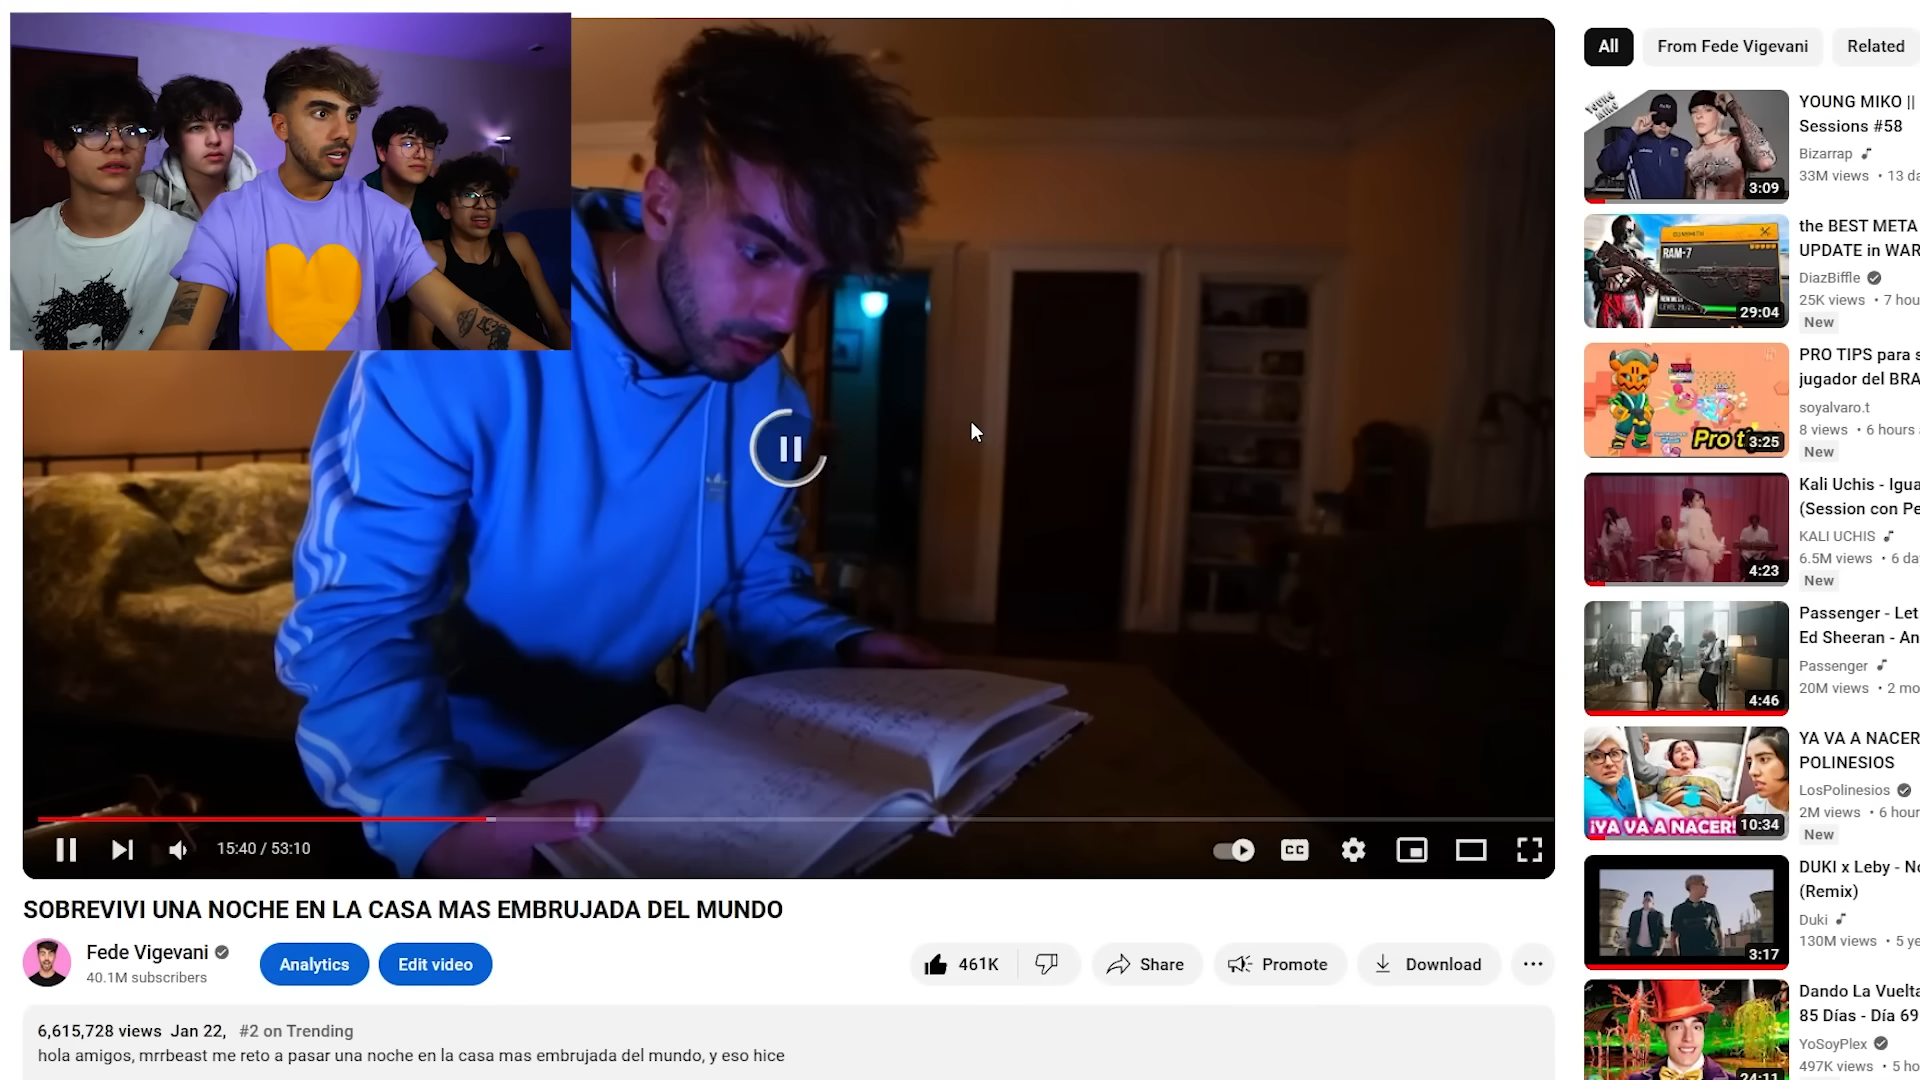 All
From Fede Vigevani
Related
YOUNG MIKO ||
Sessions #58
Bizarrap
33M views • 13 da
3:09
the BEST META
UPDATE in WAR
DiazBiffle
25K views • 7 hou
New
RAM-7
29:04
PRO TIPS para s
jugador del BRA
soyalvaro.t
8 views • 6 hours a
New
Pro t
3:25
Kali Uchis - Igua
(Session con Pe
KALI UCHIS
6.5M views • 6 da
New
4:23
Passenger - Let
Ed Sheeran - An
Passenger
20M views • 2 mo
4:46
YA VA A NACER
POLINESIOS
LosPolinesios
2M views • 6 hour
New
¡YA VA A NACER!
10:34
DUKI x Leby - No
(Remix)
Duki
130M views • 5 ye
3:17
Dando La Vuelta
85 Días - Día 69
YoSoyPlex
497K views • 5 ho
24:11
15:40 / 53:10
CC
SOBREVIVI UNA NOCHE EN LA CASA MAS EMBRUJADA DEL MUNDO
Fede Vigevani
40.1M subscribers
Analytics
Edit video
461K
Share
Promote
Download
6,615,728 views Jan 22, #2 on Trending
hola amigos, mrrbeast me reto a pasar una noche en la casa mas embrujada del mundo, y eso hice